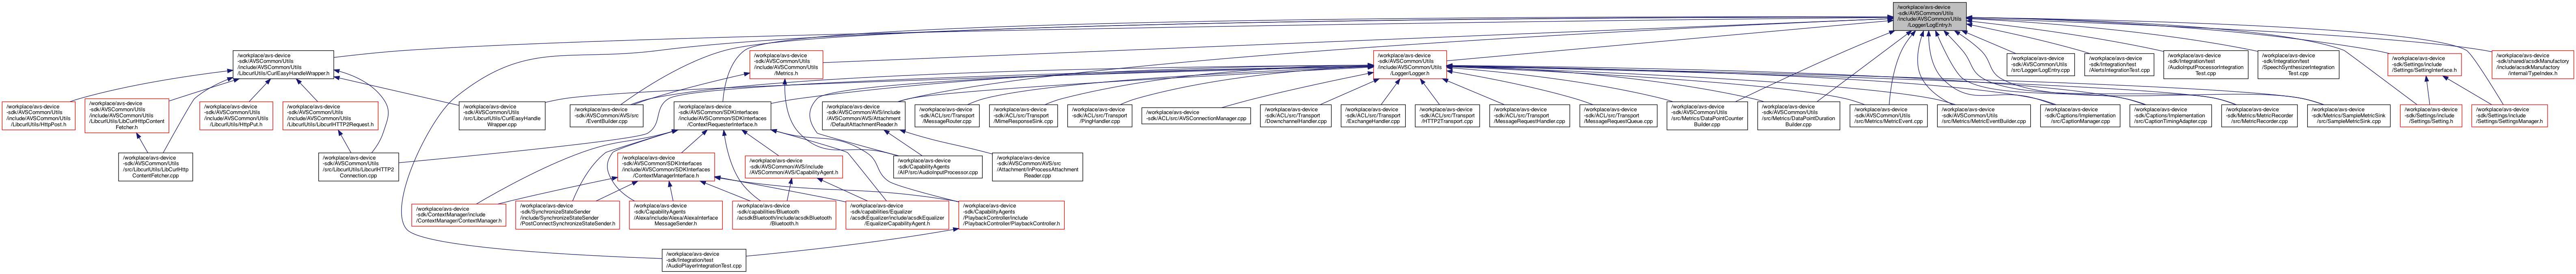 /workplace/avs-device
-sdk/AVSCommon/Utils
/include/AVSCommon/Utils
/Logger/LogEntry.h
/workplace/avs-device
-sdk/AVSCommon/Utils
/include/AVSCommon/Utils
/LibcurlUtils/CurlEasyHandleWrapper.h
/workplace/avs-device
-sdk/AVSCommon/Utils
/include/AVSCommon/Utils
/Metrics.h
/workplace/avs-device
-sdk/AVSCommon/Utils
/include/AVSCommon/Utils
/Logger/Logger.h
/workplace/avs-device
-sdk/AVSCommon/Utils
/src/Logger/LogEntry.cpp
/workplace/avs-device
-sdk/Integration/test
/AlertsIntegrationTest.cpp
/workplace/avs-device
-sdk/Integration/test
/AudioInputProcessorIntegration
Test.cpp
/workplace/avs-device
-sdk/Integration/test
/SpeechSynthesizerIntegration
Test.cpp
/workplace/avs-device
-sdk/Settings/include
/Settings/SettingInterface.h
/workplace/avs-device
-sdk/shared/acsdkManufactory
/include/acsdkManufactory
/internal/TypeIndex.h
/workplace/avs-device
-sdk/AVSCommon/Utils
/include/AVSCommon/Utils
/LibcurlUtils/HttpPost.h
/workplace/avs-device
-sdk/AVSCommon/Utils
/include/AVSCommon/Utils
/LibcurlUtils/LibCurlHttpContent
Fetcher.h
/workplace/avs-device
-sdk/AVSCommon/Utils
/include/AVSCommon/Utils
/LibcurlUtils/HttpPut.h
/workplace/avs-device
-sdk/AVSCommon/Utils
/include/AVSCommon/Utils
/LibcurlUtils/LibcurlHTTP2Request.h
/workplace/avs-device
-sdk/AVSCommon/Utils
/src/LibcurlUtils/CurlEasyHandle
Wrapper.cpp
/workplace/avs-device
-sdk/AVSCommon/AVS/src
/EventBuilder.cpp
/workplace/avs-device
-sdk/AVSCommon/SDKInterfaces
/include/AVSCommon/SDKInterfaces
/ContextRequesterInterface.h
/workplace/avs-device
-sdk/AVSCommon/AVS/include
/AVSCommon/AVS/Attachment
/DefaultAttachmentReader.h
/workplace/avs-device
-sdk/ACL/src/Transport
/MessageRouter.cpp
/workplace/avs-device
-sdk/ACL/src/Transport
/MimeResponseSink.cpp
/workplace/avs-device
-sdk/ACL/src/Transport
/PingHandler.cpp
/workplace/avs-device
-sdk/ACL/src/AVSConnectionManager.cpp
/workplace/avs-device
-sdk/ACL/src/Transport
/DownchannelHandler.cpp
/workplace/avs-device
-sdk/ACL/src/Transport
/ExchangeHandler.cpp
/workplace/avs-device
-sdk/ACL/src/Transport
/HTTP2Transport.cpp
/workplace/avs-device
-sdk/ACL/src/Transport
/MessageRequestHandler.cpp
/workplace/avs-device
-sdk/ACL/src/Transport
/MessageRequestQueue.cpp
/workplace/avs-device
-sdk/AVSCommon/Utils
/src/Metrics/DataPointCounter
Builder.cpp
/workplace/avs-device
-sdk/AVSCommon/Utils
/src/Metrics/DataPointDuration
Builder.cpp
/workplace/avs-device
-sdk/AVSCommon/Utils
/src/Metrics/MetricEvent.cpp
/workplace/avs-device
-sdk/AVSCommon/Utils
/src/Metrics/MetricEventBuilder.cpp
/workplace/avs-device
-sdk/Captions/Implementation
/src/CaptionManager.cpp
/workplace/avs-device
-sdk/Captions/Implementation
/src/CaptionTimingAdapter.cpp
/workplace/avs-device
-sdk/Metrics/MetricRecorder
/src/MetricRecorder.cpp
/workplace/avs-device
-sdk/Metrics/SampleMetricSink
/src/SampleMetricSink.cpp
/workplace/avs-device
-sdk/Settings/include
/Settings/Setting.h
/workplace/avs-device
-sdk/Settings/include
/Settings/SettingsManager.h
/workplace/avs-device
-sdk/AVSCommon/Utils
/src/LibcurlUtils/LibCurlHttp
ContentFetcher.cpp
/workplace/avs-device
-sdk/AVSCommon/Utils
/src/LibcurlUtils/LibcurlHTTP2
Connection.cpp
/workplace/avs-device
-sdk/AVSCommon/SDKInterfaces
/include/AVSCommon/SDKInterfaces
/ContextManagerInterface.h
/workplace/avs-device
-sdk/AVSCommon/AVS/include
/AVSCommon/AVS/CapabilityAgent.h
/workplace/avs-device
-sdk/CapabilityAgents
/AIP/src/AudioInputProcessor.cpp
/workplace/avs-device
-sdk/AVSCommon/AVS/src
/Attachment/InProcessAttachment
Reader.cpp
/workplace/avs-device
-sdk/ContextManager/include
/ContextManager/ContextManager.h
/workplace/avs-device
-sdk/SynchronizeStateSender
/include/SynchronizeStateSender
/PostConnectSynchronizeStateSender.h
/workplace/avs-device
-sdk/CapabilityAgents
/Alexa/include/Alexa/AlexaInterface
MessageSender.h
/workplace/avs-device
-sdk/capabilities/Bluetooth
/acsdkBluetooth/include/acsdkBluetooth
/Bluetooth.h
/workplace/avs-device
-sdk/capabilities/Equalizer
/acsdkEqualizer/include/acsdkEqualizer
/EqualizerCapabilityAgent.h
/workplace/avs-device
-sdk/CapabilityAgents
/PlaybackController/include
/PlaybackController/PlaybackController.h
/workplace/avs-device
-sdk/Integration/test
/AudioPlayerIntegrationTest.cpp